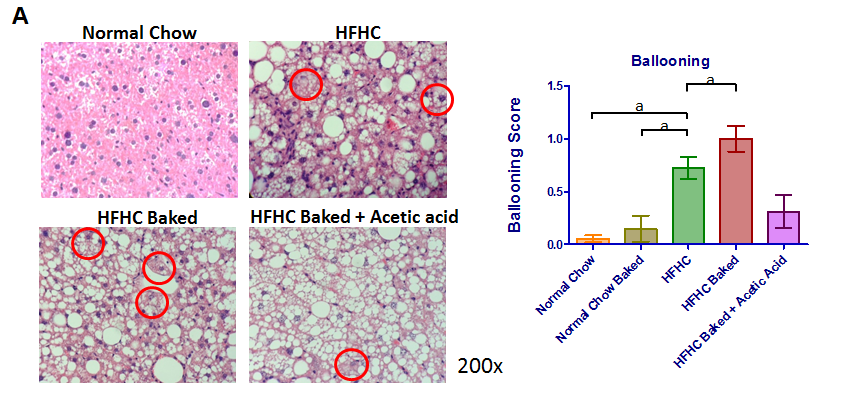 A
Normal Chow
HFHC
HFHC Baked
HFHC Baked + Acetic acid
200x
Ballooning
Ballooning Score
1.5
1.0
0.5
0.0
a
a
a
Normal Chow
Normal Chow Baked
HFHC
HFHC Baked
HFHC Baked + Acetic Acid